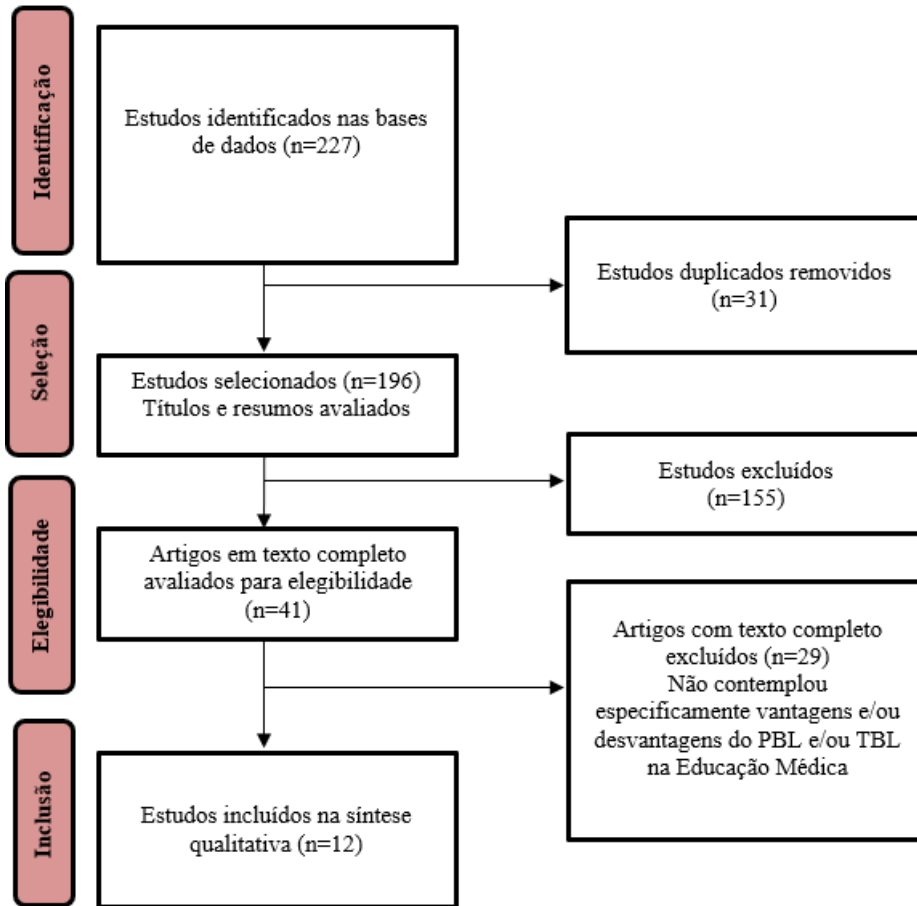 Identificação
Estudos identificados nas bases
de dados (n=227)
Estudos duplicados removidos
(n=31)
Seleção
Estudos selecionados (n=196)
Títulos e resumos avaliados
Estudos excluídos
(n=155)
Elegibilidade
Artigos em texto completo
avaliados para elegibilidade
(n=41)
Artigos com texto completo
excluídos (n=29)
Não contemplou
especificamente vantagens e/ou
desvantagens do PBL e/ou TBL
na Educação Médica
Inclusão
Estudos incluídos na síntese
qualitativa (n=12)